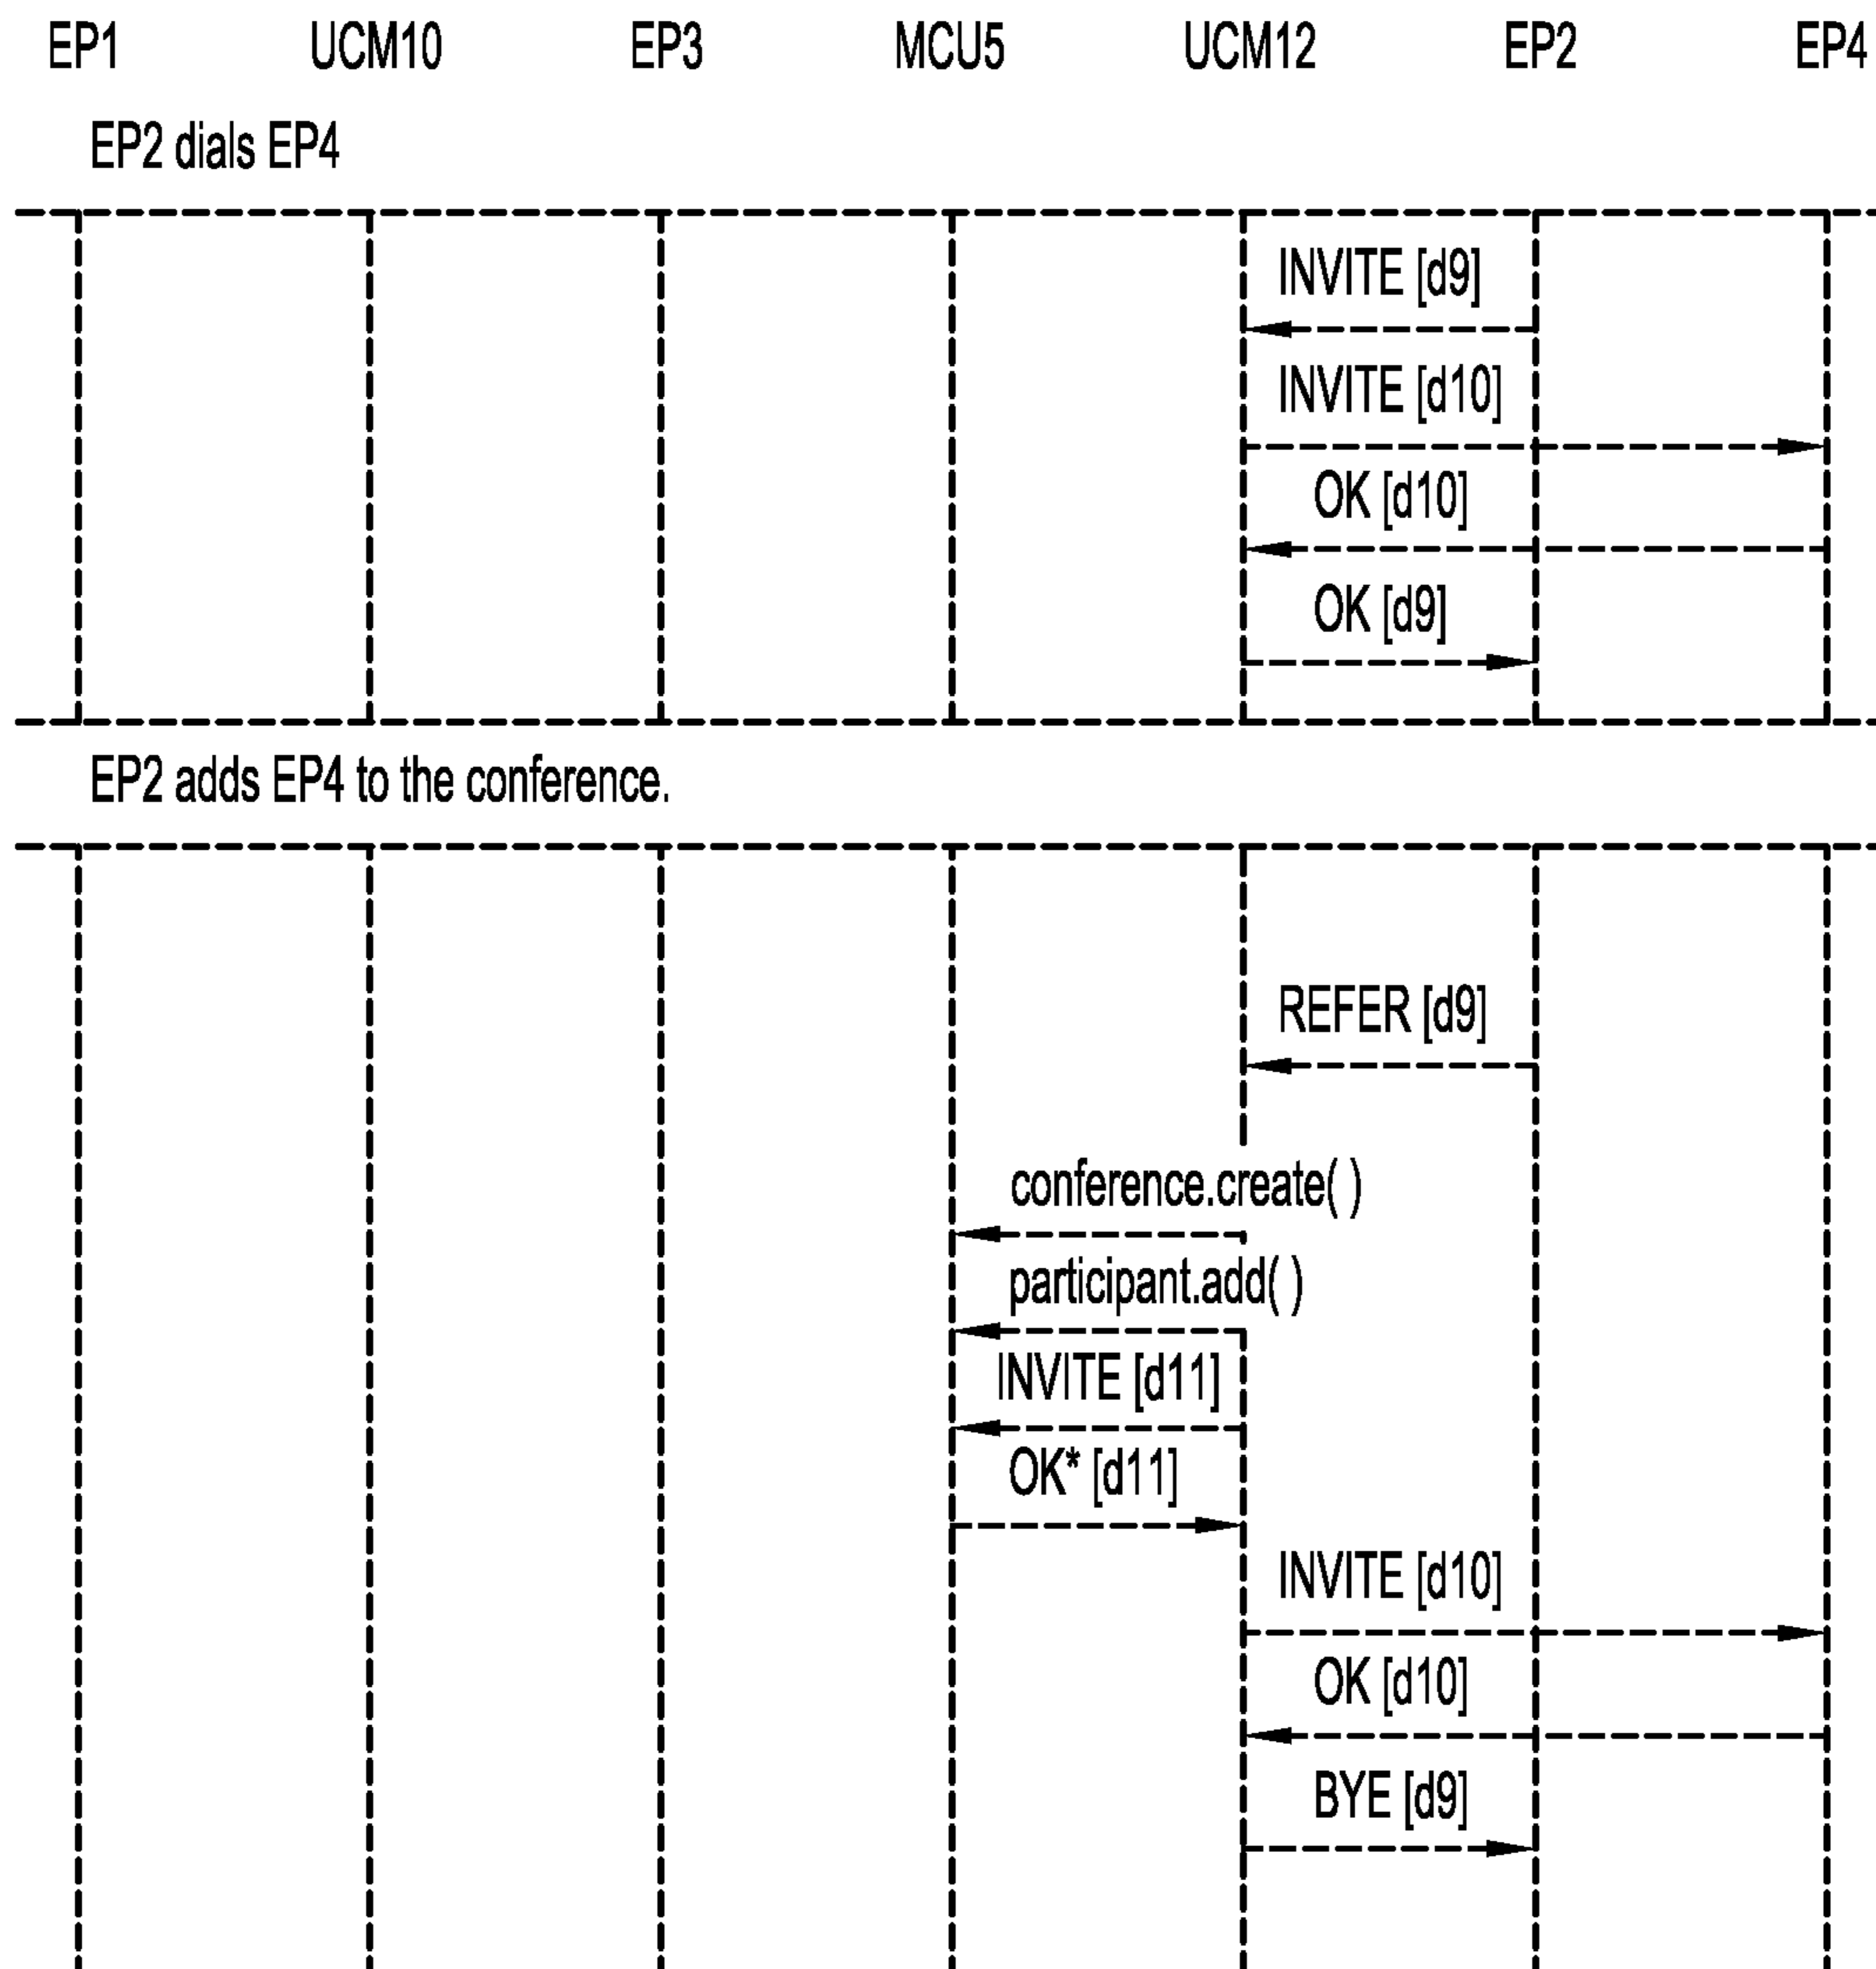 EP1 UCM10 EP3 MCU5 UCM12 EP2 EP4
EP2 dials EP4
INVITE [d9]
INVITE [d10]
OK [d10]
OK [d9]
EP2 adds EP4 to the conference.
REFER [d9]
conference.create( )
participant.add( )
INVITE [d11]
OK* [d11]
INVITE [d10]
OK [d10]
BYE [d9]